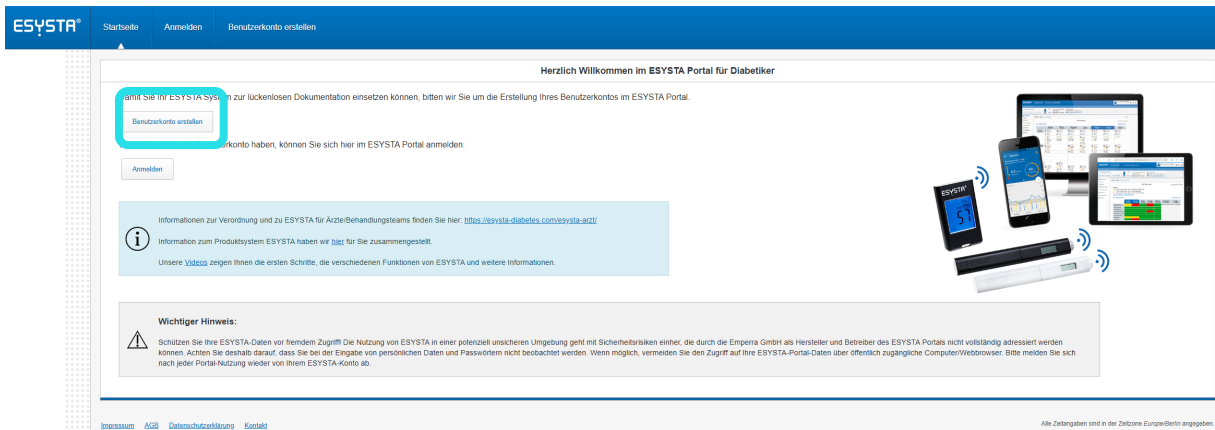 ESYSTA®
Startseite Anmelden Benutzerkonto erstellen
Herzlich Willkommen im ESYSTA Portal für Diabetiker
Damit Sie Ihr ESYSTA System zur lückenlosen Dokumentation einsetzen können, bitten wir Sie um die Erstellung Ihres Benutzerkontos im ESYSTA Portal.
Benutzerkonto erstellen
konto haben, können Sie sich hier im ESYSTA Portal anmelden:
Anmelden
Informationen zur Verordnung und zu ESYSTA für Ärzte/Behandlungsteams finden Sie hier: https://esysta-diabetes.com/esysta-arzt/
Information zum Produktsystem ESYSTA haben wir hier für Sie zusammengestellt.
Unsere Videos zeigen Ihnen die ersten Schritte, die verschiedenen Funktionen von ESYSTA und weitere Informationen.
ESYSTA®
57
Wichtiger Hinweis:
Schützen Sie Ihre ESYSTA-Daten vor fremdem Zugriff! Die Nutzung von ESYSTA in einer potenziell unsicheren Umgebung geht mit Sicherheitsrisiken einher, die durch die Emperra GmbH als Hersteller und Betreiber des ESYSTA Portals nicht vollständig adressiert werden
können. Achten Sie deshalb darauf, dass Sie bei der Eingabe von persönlichen Daten und Passwörtern nicht beobachtet werden. Wenn möglich, vermeiden Sie den Zugriff auf Ihre ESYSTA-Portal-Daten über öffentlich zugängliche Computer/Webbrowser. Bitte melden Sie sich
nach jeder Portal-Nutzung wieder von Ihrem ESYSTA-Konto ab.
Impressum AGB Datenschutzerklärung Kontakt
Alle Zeitangaben sind in der Zeitzone Europe/Berlin angegeben.